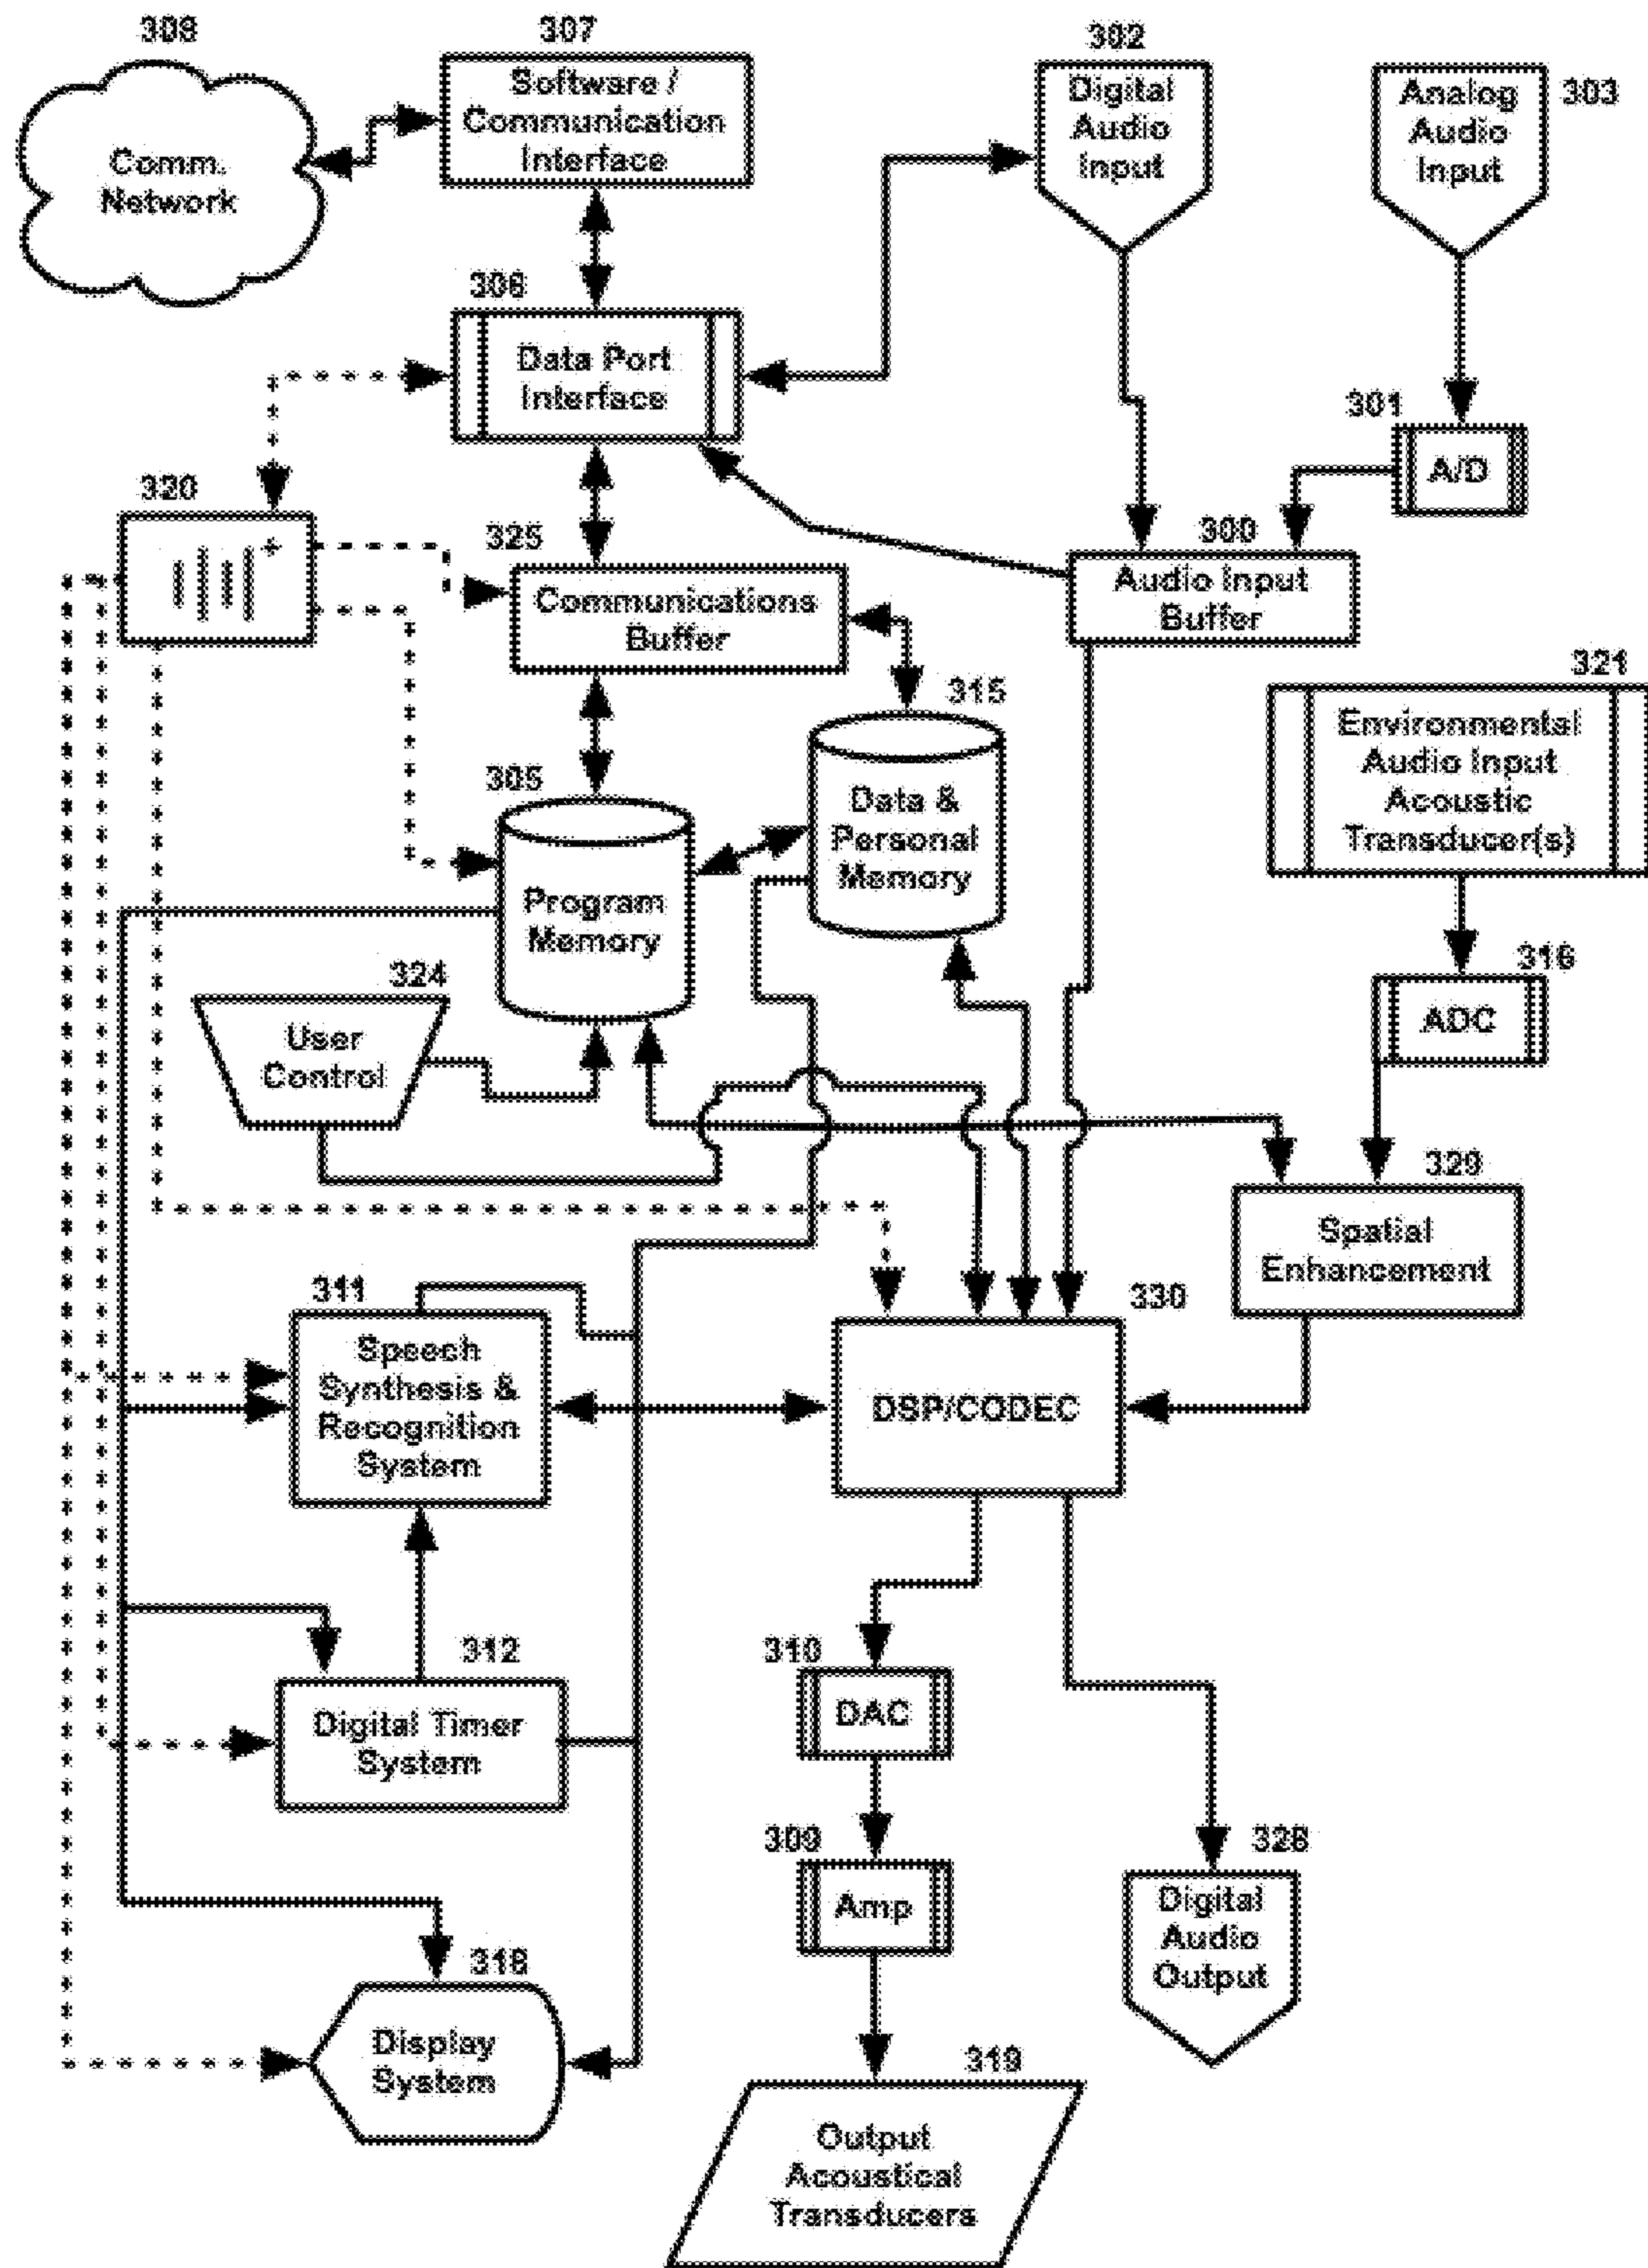 308
307
302
303
Software /
Communication
Interface
Digital
Audio
Input
Analog
Audio
Input
Comm.
Network
306
Data Port
Interface
301
A/D
320
+
325
300
Communications
Buffer
Audio Input
Buffer
321
315
Environmental
Audio Input
Acoustic
Transducer(s)
305
Data &
Personal
Memory
Program
Memory
324
316
ADC
User
Control
329
Spatial
Enhancement
311
330
Speech
Synthesis &
Recognition
System
DSP/CODEC
312
310
Digital Timer
System
DAC
309
328
Amp
Digital
Audio
Output
318
Display
System
319
Output
Acoustical
Transducers